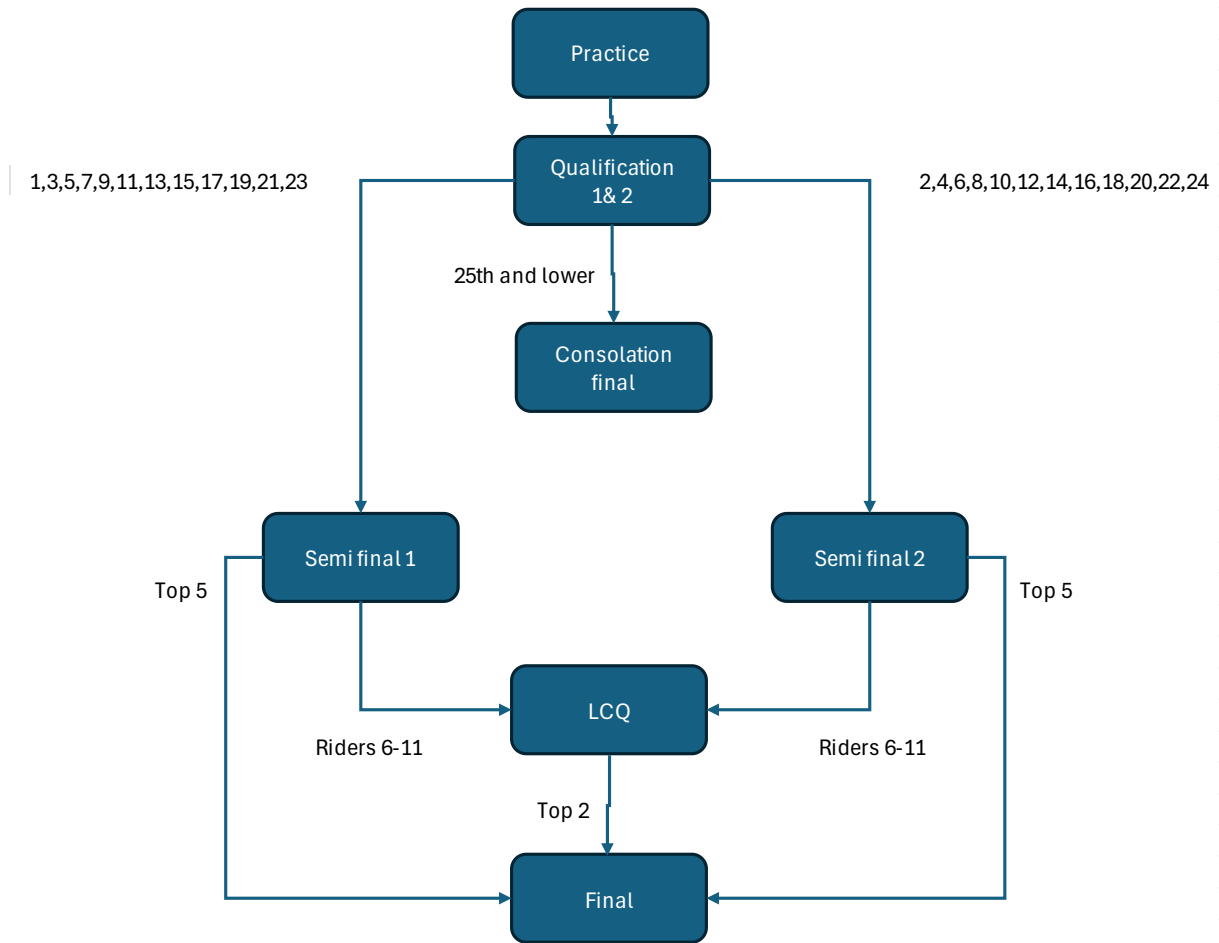 Practice
Qualification
1& 2
1,3,5,7,9,11,13,15,17,19,21,23
2,4,6,8,10,12,14,16,18,20,22,24
25th and lower
Consolation
final
Semi final 1
Semi final 2
Top 5
Top 5
LCQ
Riders 6-11
Riders 6-11
Top 2
Final